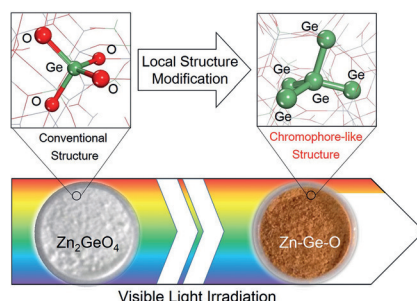 O
O
Ge
O
O
Conventional
Structure
Local Structure
Modification
Ge
Ge
Ge
Ge
Ge
Chromophore-like
Structure
Zn₂GeO₄
Zn-Ge-O
Visible Light Irradiation